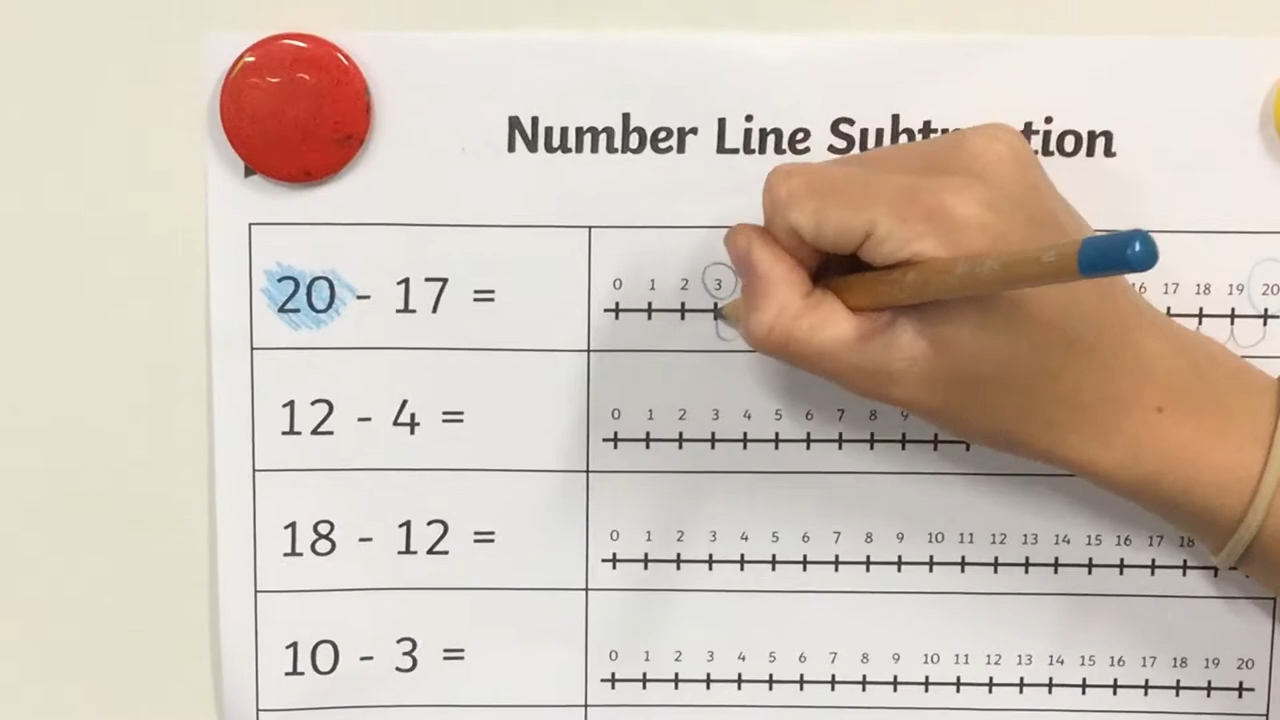 Number Line
20 - 17 =
0 1 2 3 17 18 19 20
12 - 4 =
0 1 2 3 4 5 6 7 8 9
18 - 12 =
0 1 2 3 4 5 6 7 8 9 10 11 12 13 14 15 16 17 18
10 - 3 =
0 1 2 3 4 5 6 7 8 9 10 11 12 13 14 15 16 17 18 19 20